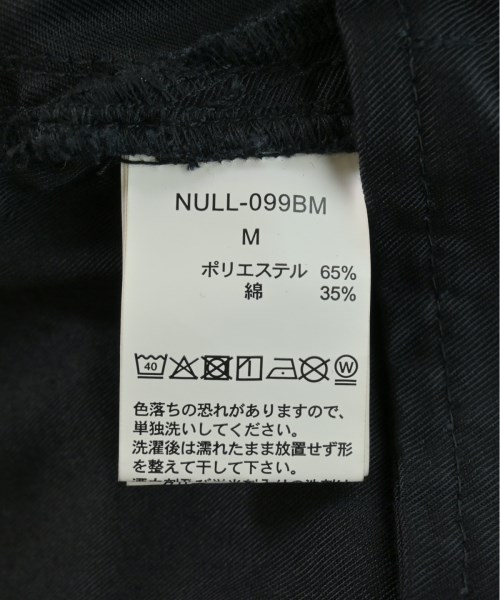 NULL-099BM
M
ポリエステル 65%
綿 35%
40
色落ちの恐れがありますので、
単独洗いしてください。
洗濯後は濡れたまま放置せず形
を整えて干して下さい。